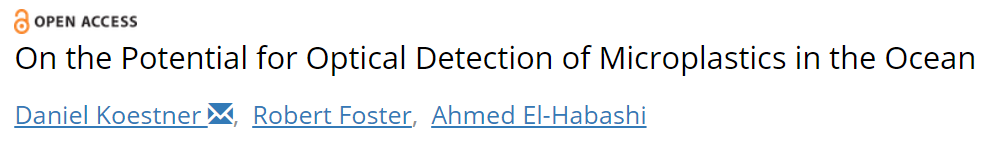 OPEN ACCESS
On the Potential for Optical Detection of Microplastics in the Ocean
Daniel Koestner, Robert Foster, Ahmed El-Habashi